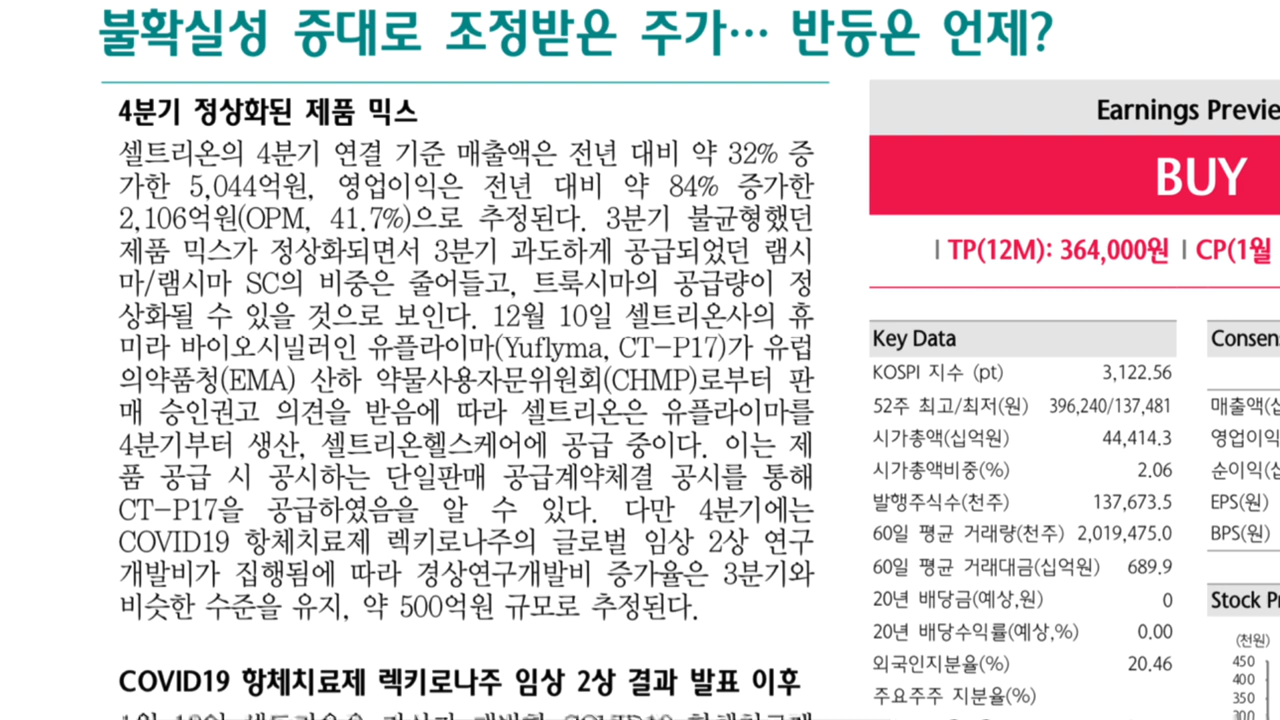 불확실성 증대로 조정받은 주가… 반등은 언제?
4분기 정상화된 제품 믹스
셀트리온의 4분기 연결 기준 매출액은 전년 대비 약 32% 증
가한 5,044억원, 영업이익은 전년 대비 약 84% 증가한
2,106억원(OPM, 41.7%)으로 추정된다. 3분기 불균형했던
제품 믹스가 정상화되면서 3분기 과도하게 공급되었던 램시
마/램시마 SC의 비중은 줄어들고, 트룩시마의 공급량이 정
상화될 수 있을 것으로 보인다. 12월 10일 셀트리온사의 휴
미라 바이오시밀러인 유플라이마(Yuflyma, CT-P17)가 유럽
의약품청(EMA) 산하 약물사용자문위원회(CHMP)로부터 판
매 승인권고 의견을 받음에 따라 셀트리온은 유플라이마를
4분기부터 생산, 셀트리온헬스케어에 공급 중이다. 이는 제
품 공급 시 공시하는 단일판매 공급계약체결 공시를 통해
CT-P17을 공급하였음을 알 수 있다. 다만 4분기에는
COVID19 항체치료제 렉키로나주의 글로벌 임상 2상 연구
개발비가 집행됨에 따라 경상연구개발비 증가율은 3분기와
비슷한 수준을 유지, 약 500억원 규모로 추정된다.
COVID19 항체치료제 렉키로나주 임상 2상 결과 발표 이후
Earnings Previe
BUY
| TP(12M): 364,000원 | CP(1월
Key Data
KOSPI 지수 (pt) 3,122.56
52주 최고/최저(원) 396,240/137,481
시가총액(십억원) 44,414.3
시가총액비중(%) 2.06
발행주식수(천주) 137,673.5
60일 평균 거래량(천주) 2,019,475.0
60일 평균 거래대금(십억원) 689.9
20년 배당금(예상,원) 0
20년 배당수익률(예상,%) 0.00
외국인지분율(%) 20.46
주요주주 지분율(%)
Consen
매출액(십
영업이익
순이익(십
EPS(원)
BPS(원)
Stock Pr
(천원)
450
400
350
300